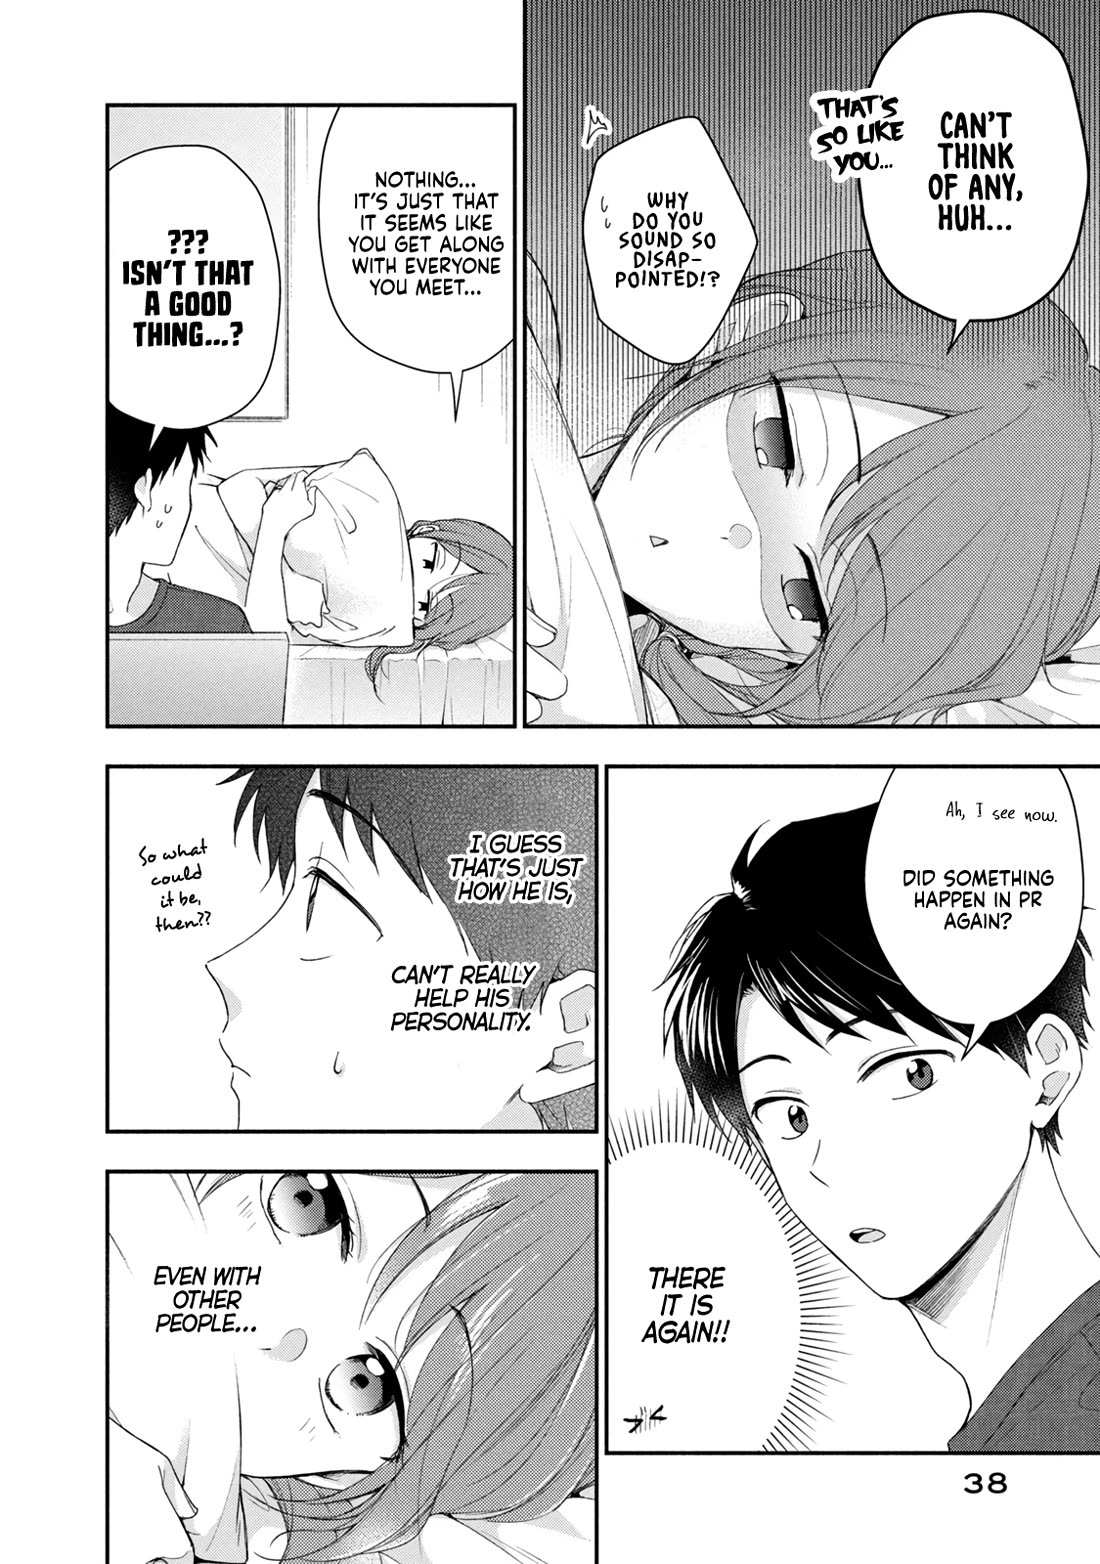 CAN'T
THINK
OF ANY,
HUH...
THAT'S
SO LIKE
YOU...
WHY
DO YOU
SOUND SO
DISAP-
POINTED!?
NOTHING...
IT'S JUST THAT
IT SEEMS LIKE
YOU GET ALONG
WITH EVERYONE
YOU MEET...
???
ISN'T THAT
A GOOD
THING...?
Ah, I see now.
DID SOMETHING
HAPPEN IN PR
AGAIN?
THERE
IT IS
AGAIN!!
I GUESS
THAT'S JUST
HOW HE IS,
CAN'T REALLY
HELP HIS
PERSONALITY.
So what
could
it be,
then??
EVEN WITH
OTHER
PEOPLE...
38